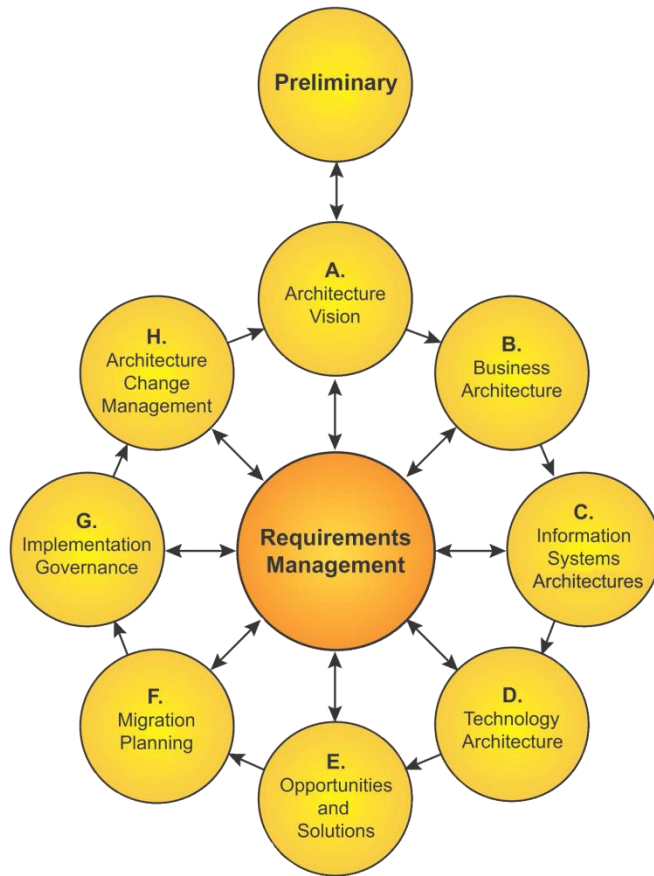 Preliminary
A.
Architecture
Vision
B.
Business
Architecture
C.
Information
Systems
Architectures
D.
Technology
Architecture
E.
Opportunities
and
Solutions
F.
Migration
Planning
G.
Implementation
Governance
H.
Architecture
Change
Management
Requirements
Management